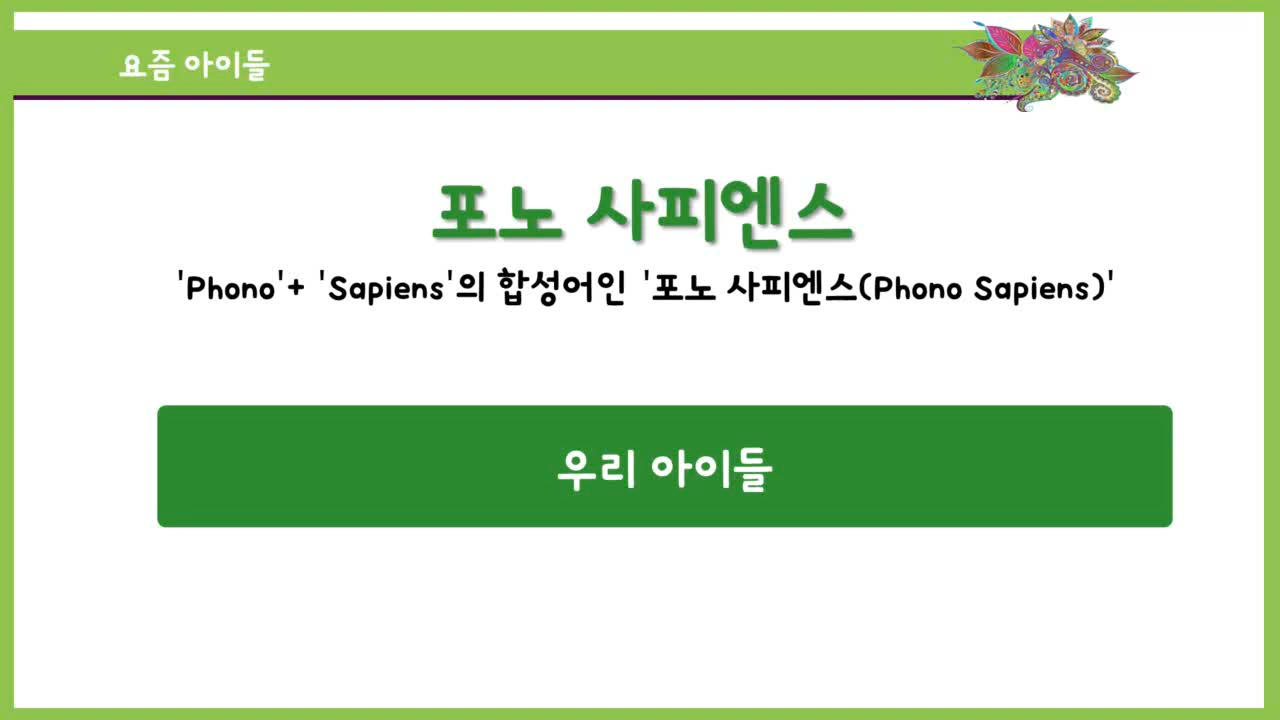 요즘 아이들
포노 사피엔스
'Phono'+ 'Sapiens'의 합성어인 '포노 사피엔스(Phono Sapiens)'
우리 아이들